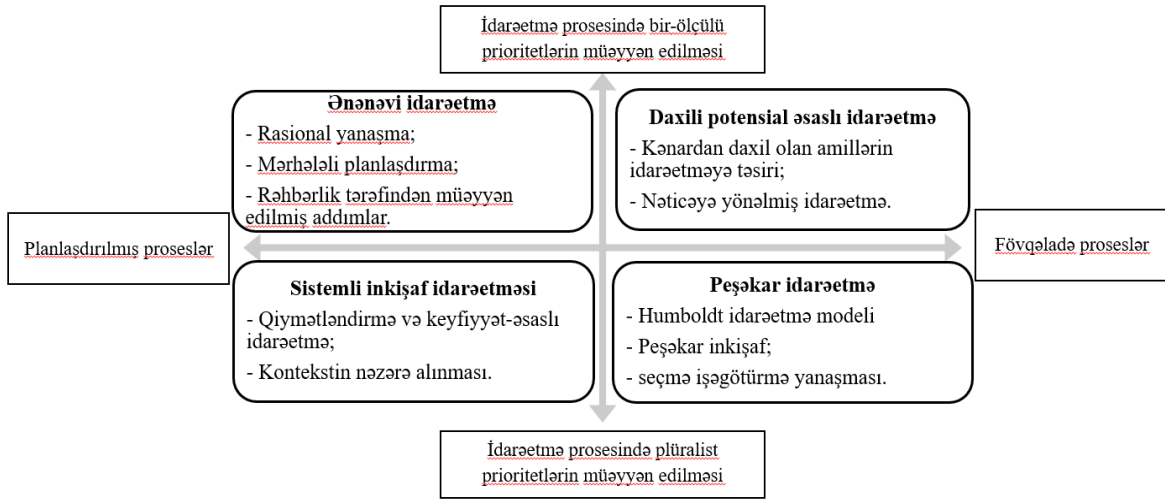 İdarəetmə prosesində bir-ölçülü
prioritetlərin müəyyən edilməsi
Ənənəvi idarəetmə
- Rasional yanaşma;
- Mərhələli planlaşdırma;
- Rəhbərlik tərəfindən müəyyən
edilmiş addımlar.
Daxili potensial əsaslı idarəetmə
- Kənardan daxil olan amillərin
idarəetməyə təsiri;
- Nəticəyə yönəlmiş idarəetmə.
Planlaşdırılmış proseslər
Fövqəladə proseslər
Sistemli inkişaf idarəetməsi
- Qiymətləndirmə və keyfiyyət-əsaslı
idarəetmə;
- Kontekstin nəzərə alınması.
Peşəkar idarəetmə
- Humboldt idarəetmə modeli
- Peşəkar inkişaf;
- seçmə işəgötürmə yanaşması.
İdarəetmə prosesində plüralist
prioritetlərin müəyyən edilməsi